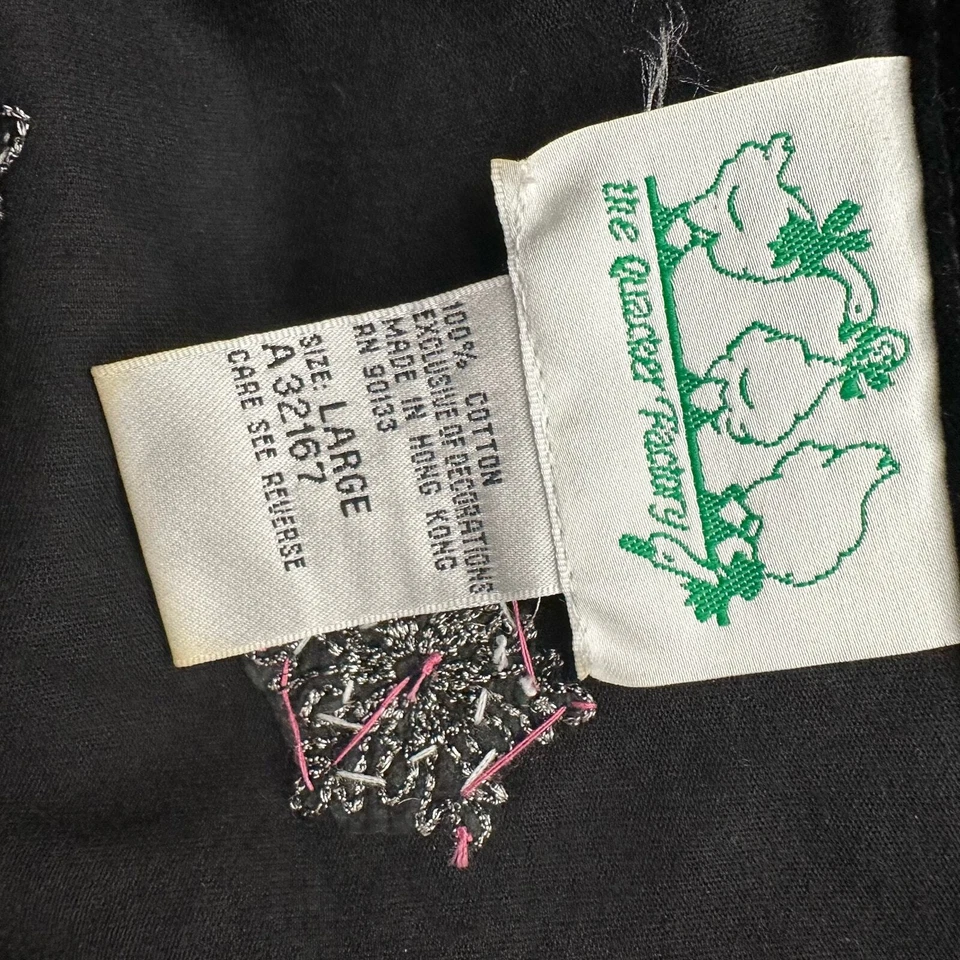 the Quacker Factory
100% COTTON
EXCLUSIVE OF DECORATIONS
MADE IN HONG KONG
RN 90133
SIZE: LARGE
A 32167
CARE SEE REVERSE